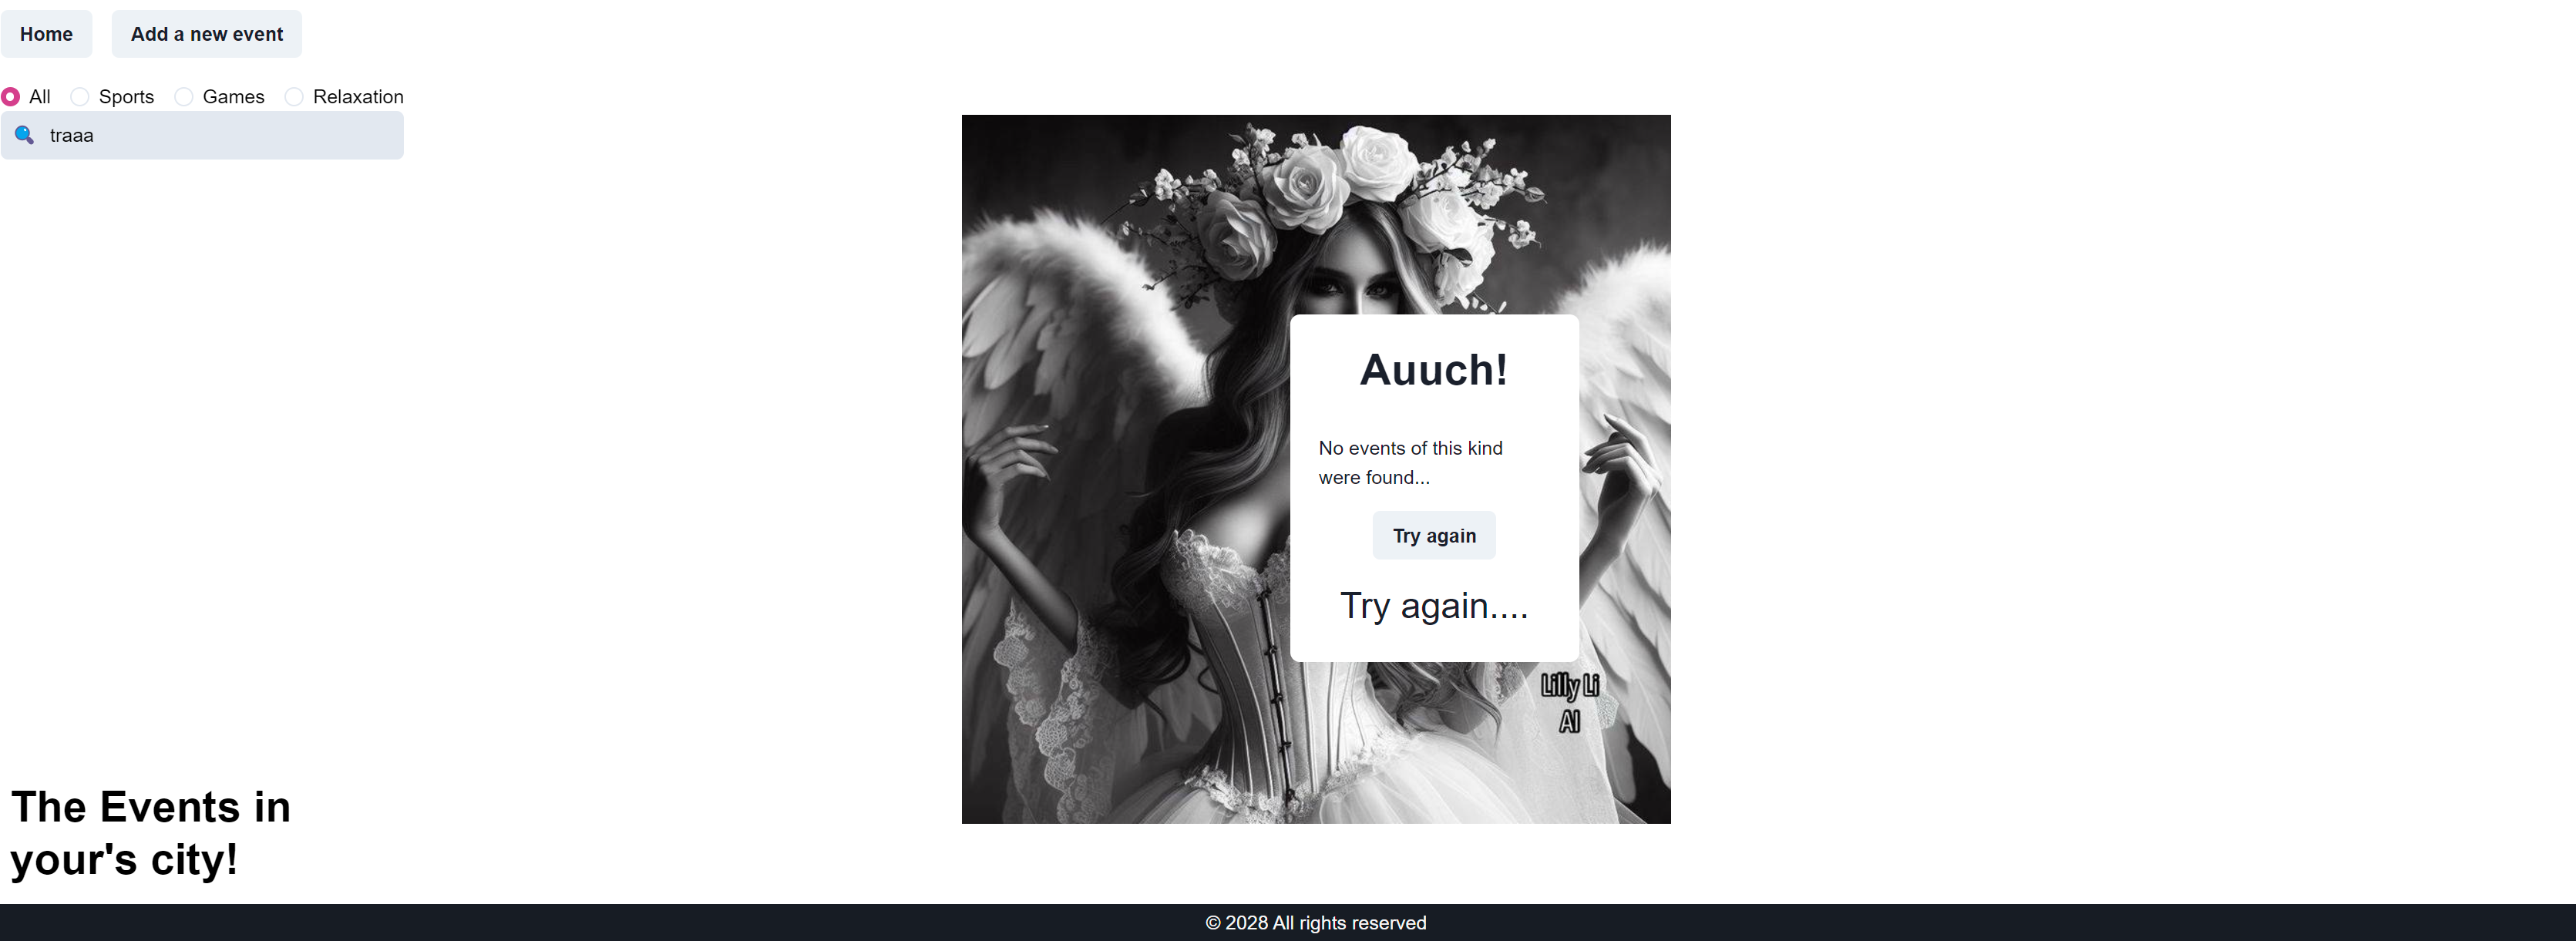 Home
Add a new event
All
Sports
Games
Relaxation
traaa
Auuch!
No events of this kind
were found...
Try again
Try again....
Lilly Li
AI
The Events in
your's city!
© 2028 All rights reserved